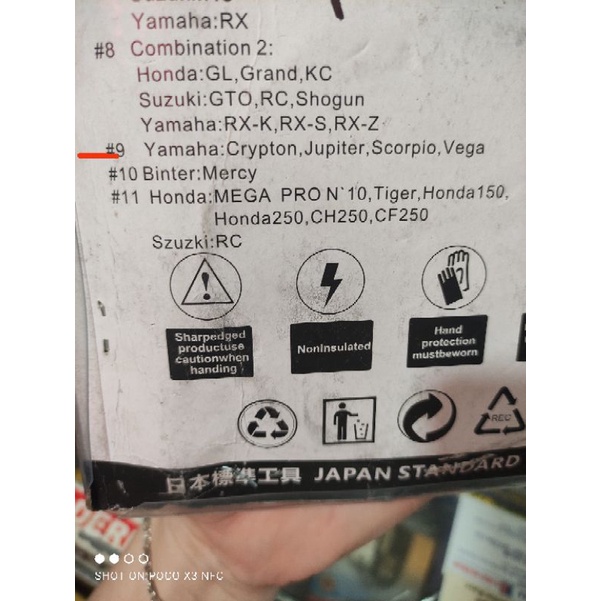 Yamaha:RX
#8 Combination 2:
Honda:GL,Grand,KC
Suzuki:GTO,RC,Shogun
Yamaha:RX-K,RX-S,RX-Z
#9 Yamaha:Crypton,Jupiter,Scorpio,Vega
#10 Binter:Mercy
#11 Honda:MEGA PRO N`10,Tiger,Honda150,
Honda250,CH250,CF250
Szuzki:RC
Sharpedged
productuse
cautionwhen
handing
Noninsulated
Hand
protection
mustbeworn
REC
日本標準工具 JAPAN STANDARD
SHOT ON POCO X3 NFC